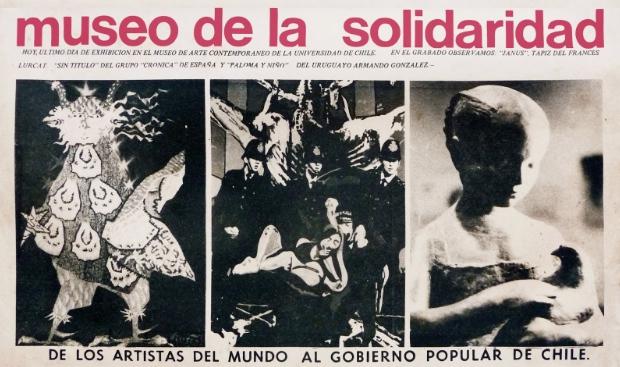 museo de la solidaridad
HOY, ULTIMO DIA DE EXHIBICION EN EL MUSEO DE ARTE CONTEMPORANEO DE LA UNIVERSIDAD DE CHILE. EN EL GRABADO OBSERVAMOS: "JANUS", TAPIZ DEL FRANCES
LURCAT. "SIN TITULO" DEL GRUPO "CRONICA" DE ESPAÑA Y "PALOMA Y NIÑO" DEL URUGUAYO ARMANDO GONZALEZ.-
DE LOS ARTISTAS DEL MUNDO AL GOBIERNO POPULAR DE CHILE.